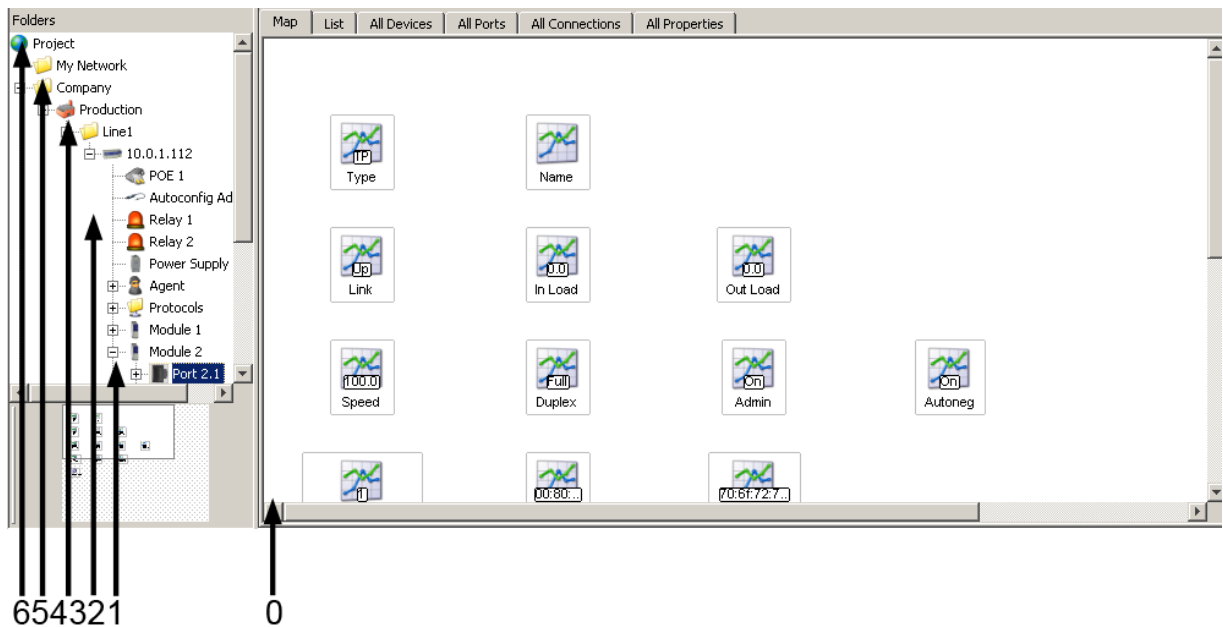 Folders
Project
My Network
Company
Production
Line1
10.0.1.112
POE 1
Autoconfig Ad
Relay 1
Relay 2
Power Supply
Agent
Protocols
Module 1
Module 2
Port 2.1
Map List All Devices All Ports All Connections All Properties
TP
Type Name
Up 0.0 0.0
Link In Load Out Load
100.0 Full On On
Speed Duplex Admin Autoneg
1 00:80:... 70:6f:72:7...
654321 0